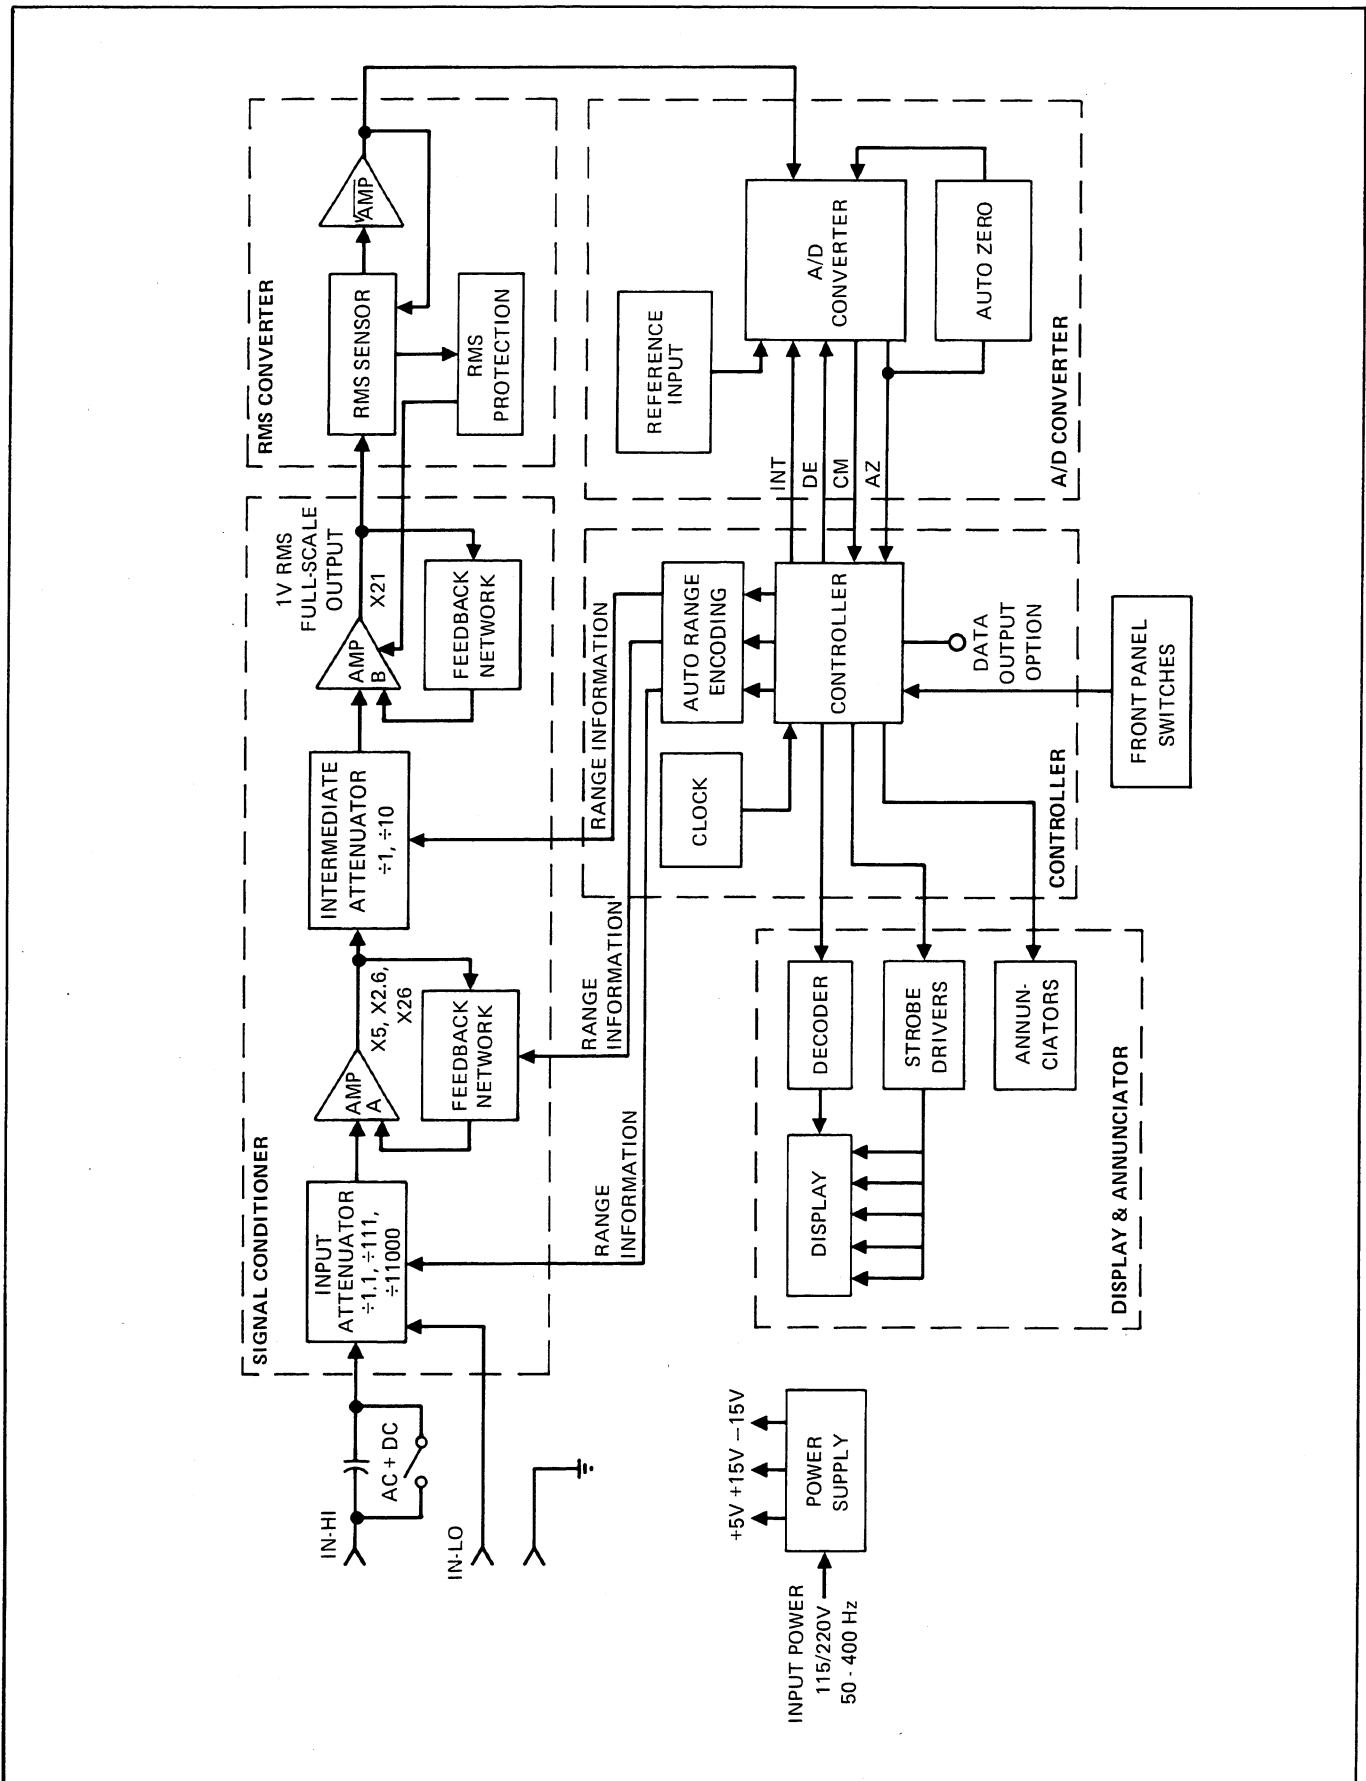 SIGNAL CONDITIONER
IN-HI
AC + DC
IN-LO
INPUT
ATTENUATOR
÷1.1, ÷111,
÷11000
AMP
A
X5, X2.6,
X26
FEEDBACK
NETWORK
INTERMEDIATE
ATTENUATOR
÷1, ÷10
AMP
B
1V RMS
FULL-SCALE
OUTPUT
X21
FEEDBACK
NETWORK
RMS CONVERTER
RMS SENSOR
AMP
RMS
PROTECTION
RANGE
INFORMATION
RANGE
INFORMATION
RANGE INFORMATION
INPUT POWER
115/220V
50 - 400 Hz
+5V +15V −15V
POWER
SUPPLY
DISPLAY
DECODER
STROBE
DRIVERS
ANNUN-
CIATORS
DISPLAY & ANNUNCIATOR
CLOCK
AUTO RANGE
ENCODING
CONTROLLER
DATA
OUTPUT
OPTION
CONTROLLER
FRONT PANEL
SWITCHES
INT
DE
CM
AZ
REFERENCE
INPUT
A/D
CONVERTER
AUTO ZERO
A/D CONVERTER